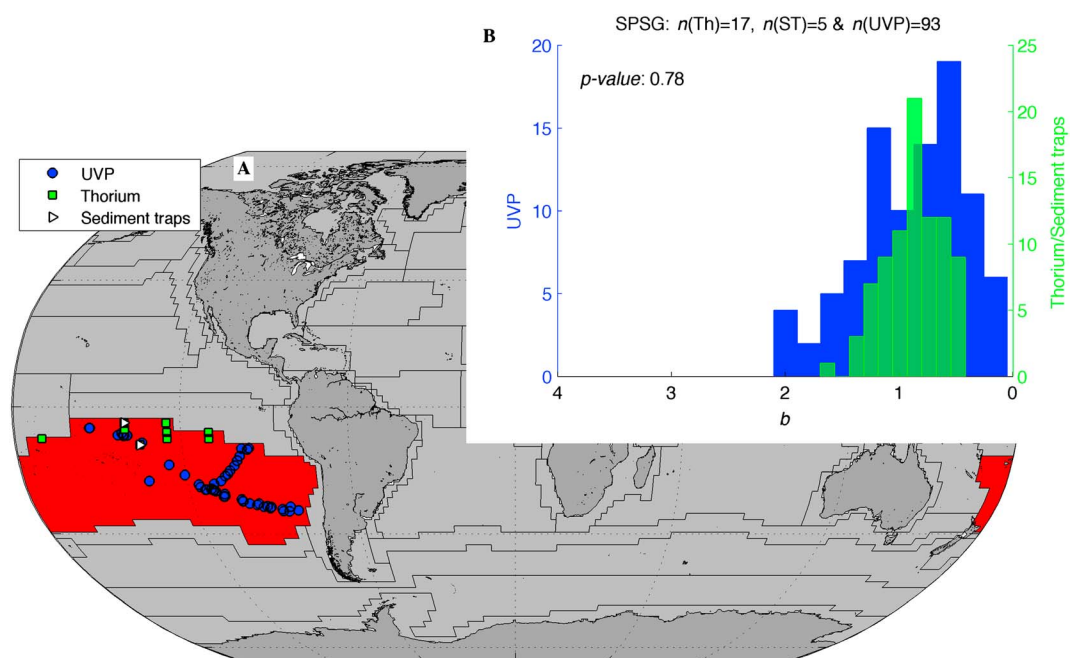 B
SPSG: n(Th)=17, n(ST)=5 & n(UVP)=93
20
15
10
5
0
UVP
p-value: 0.78
25
20
15
10
5
0
Thorium/Sediment traps
4 3 2 1 0
b
A
UVP
Thorium
Sediment traps